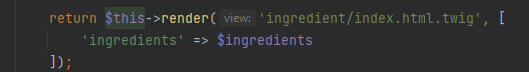 return $this->render( view: 'ingredient/index.html.twig', [
'ingredients' => $ingredients
]);